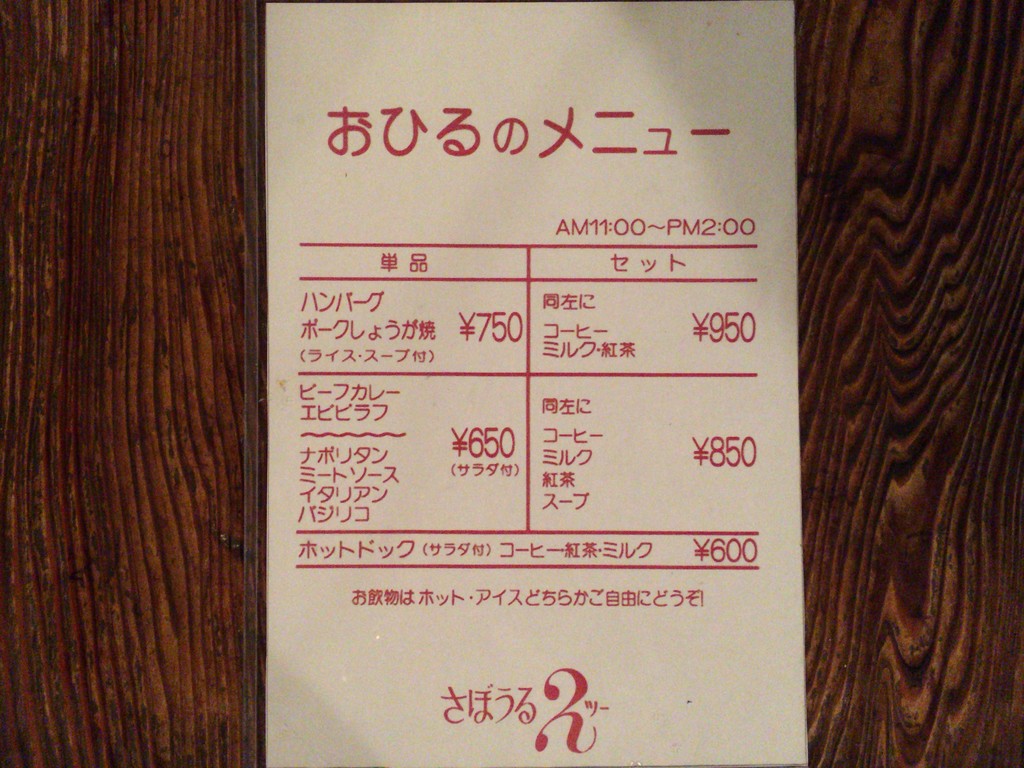 おひるのメニュー
AM11:00～PM2:00
単品 セット
ハンバーグ
ポークしょうが焼 ¥750
(ライス・スープ付)
同左に
コーヒー
ミルク・紅茶
¥950
ビーフカレー
エビピラフ
ナポリタン
ミートソース
イタリアン
バジリコ
¥650
(サラダ付)
同左に
コーヒー
ミルク
紅茶
スープ
¥850
ホットドック(サラダ付)コーヒー・紅茶・ミルク ¥600
お飲物はホット・アイスどちらかご自由にどうぞ!
さぼうる2ツー